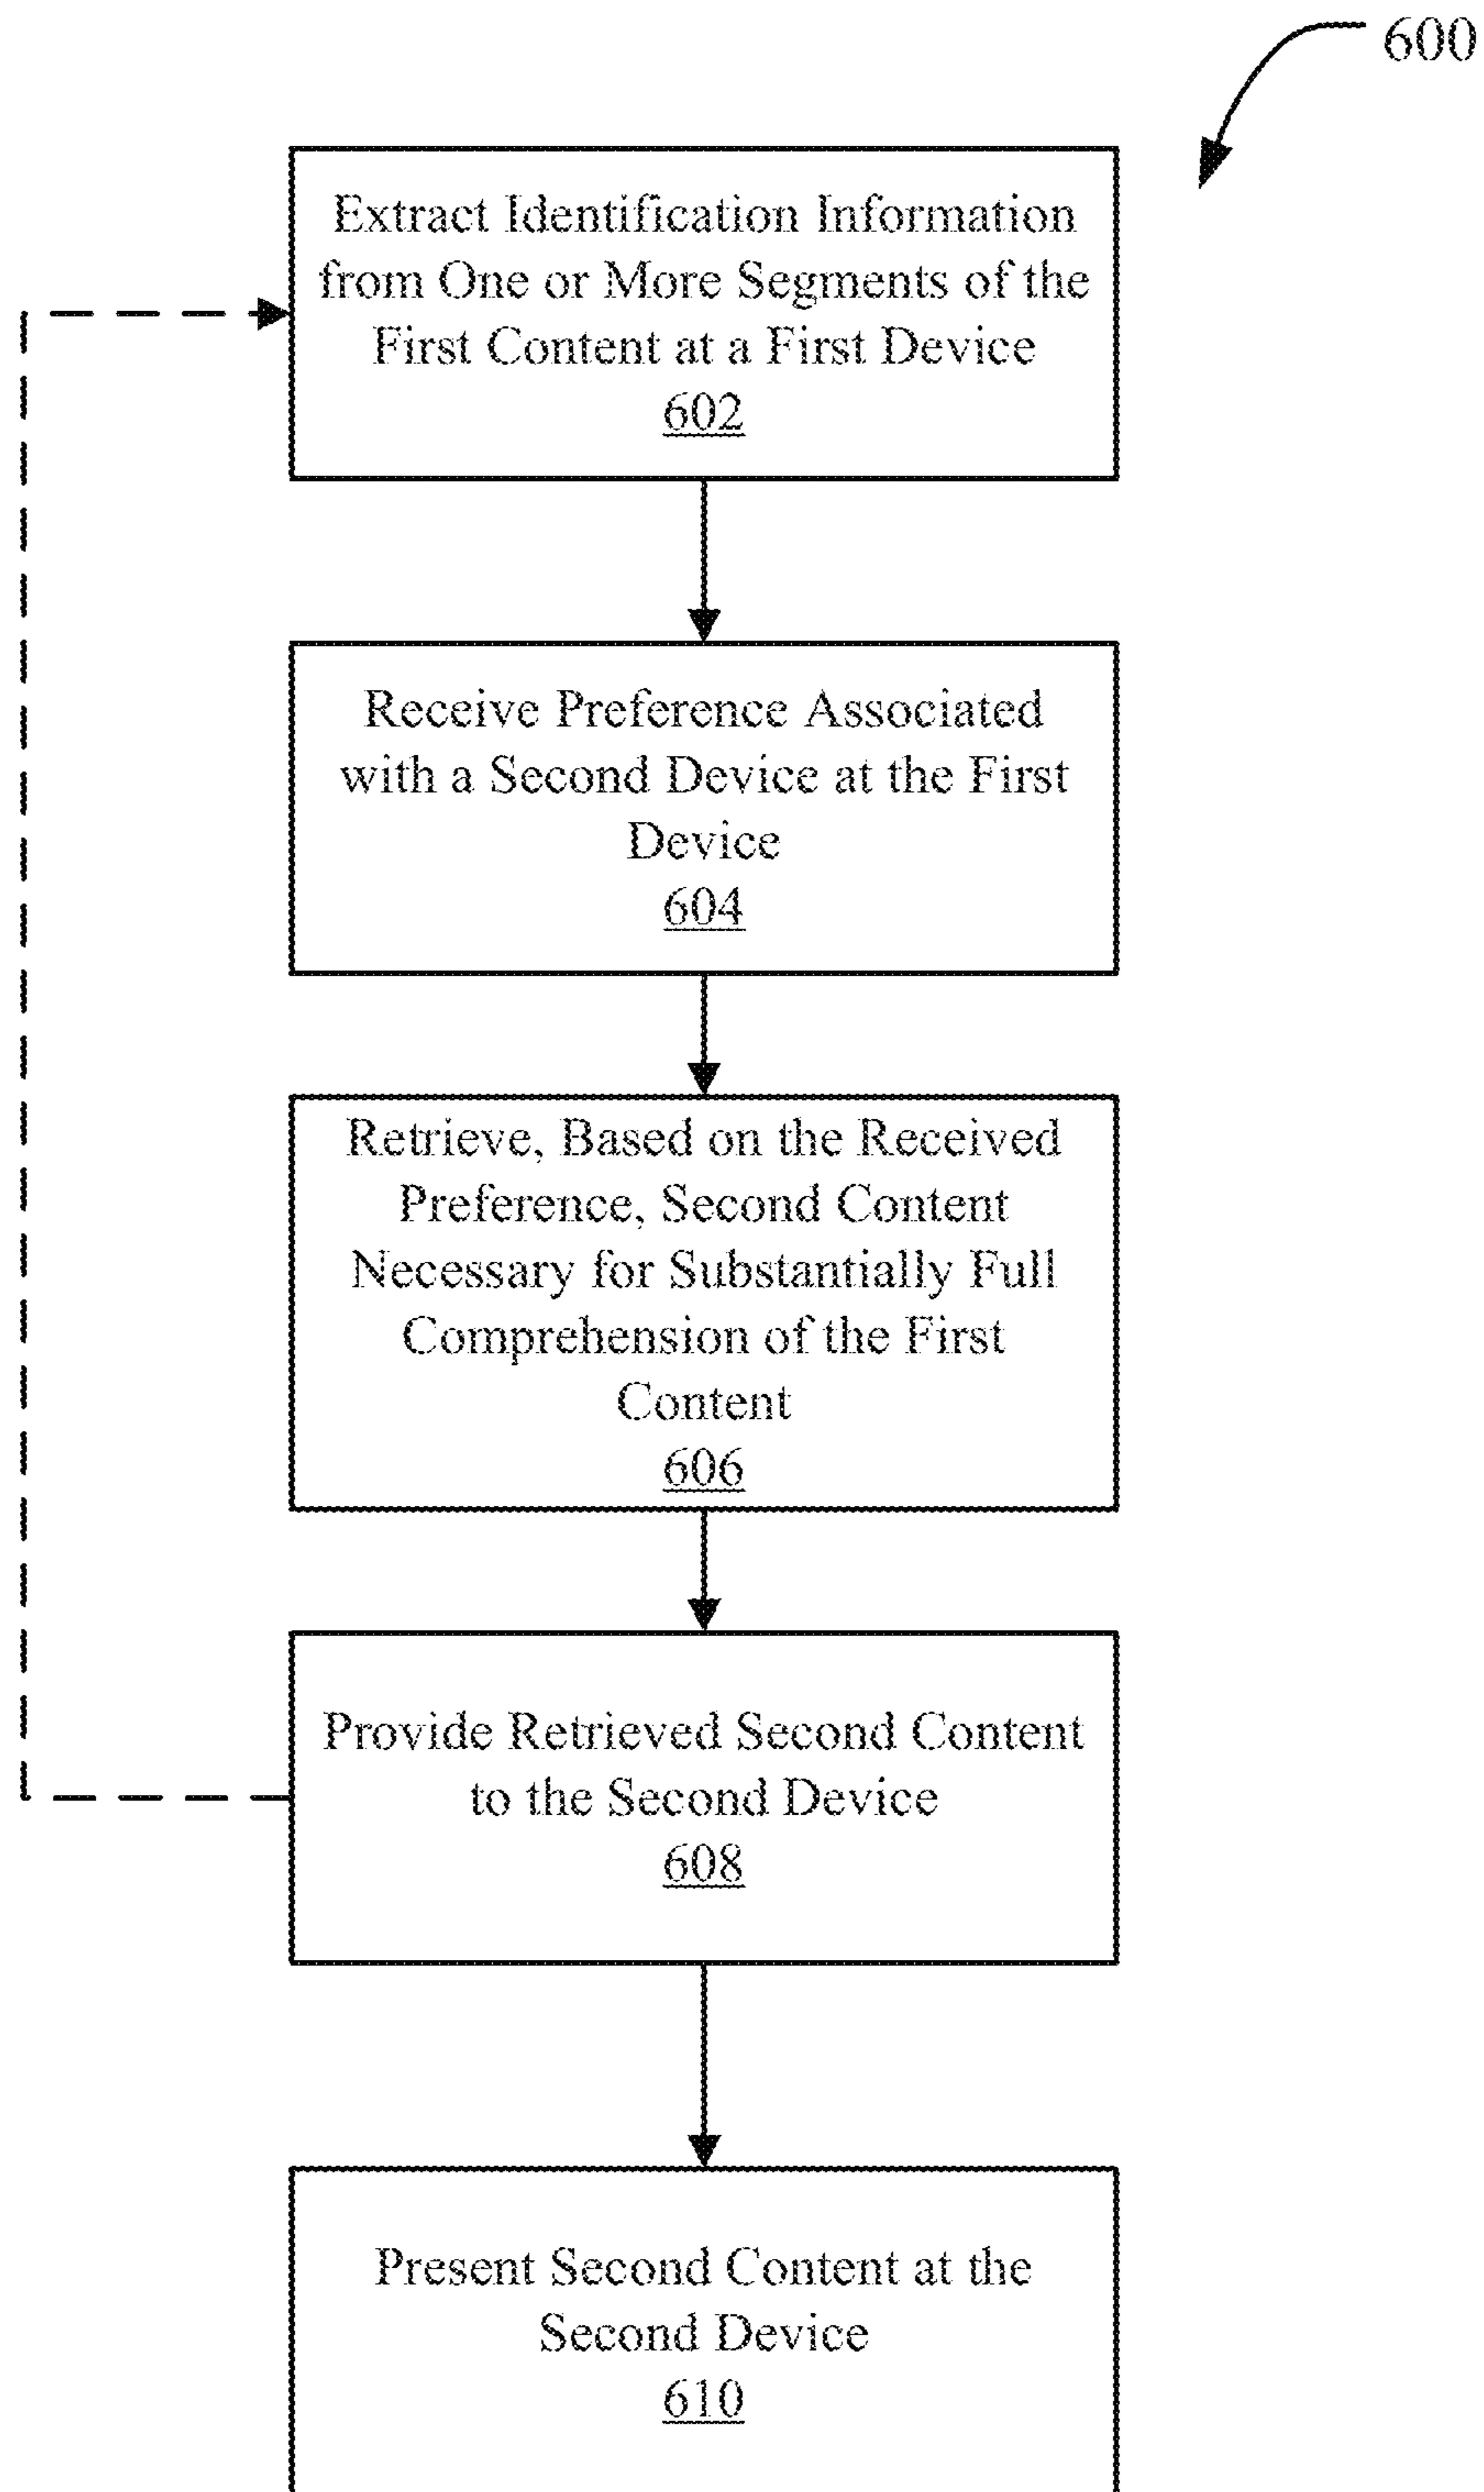 600
Extract Identification Information
from One or More Segments of the
First Content at a First Device
602
Receive Preference Associated
with a Second Device at the First
Device
604
Retrieve, Based on the Received
Preference, Second Content
Necessary for Substantially Full
Comprehension of the First
Content
606
Provide Retrieved Second Content
to the Second Device
608
Present Second Content at the
Second Device
610